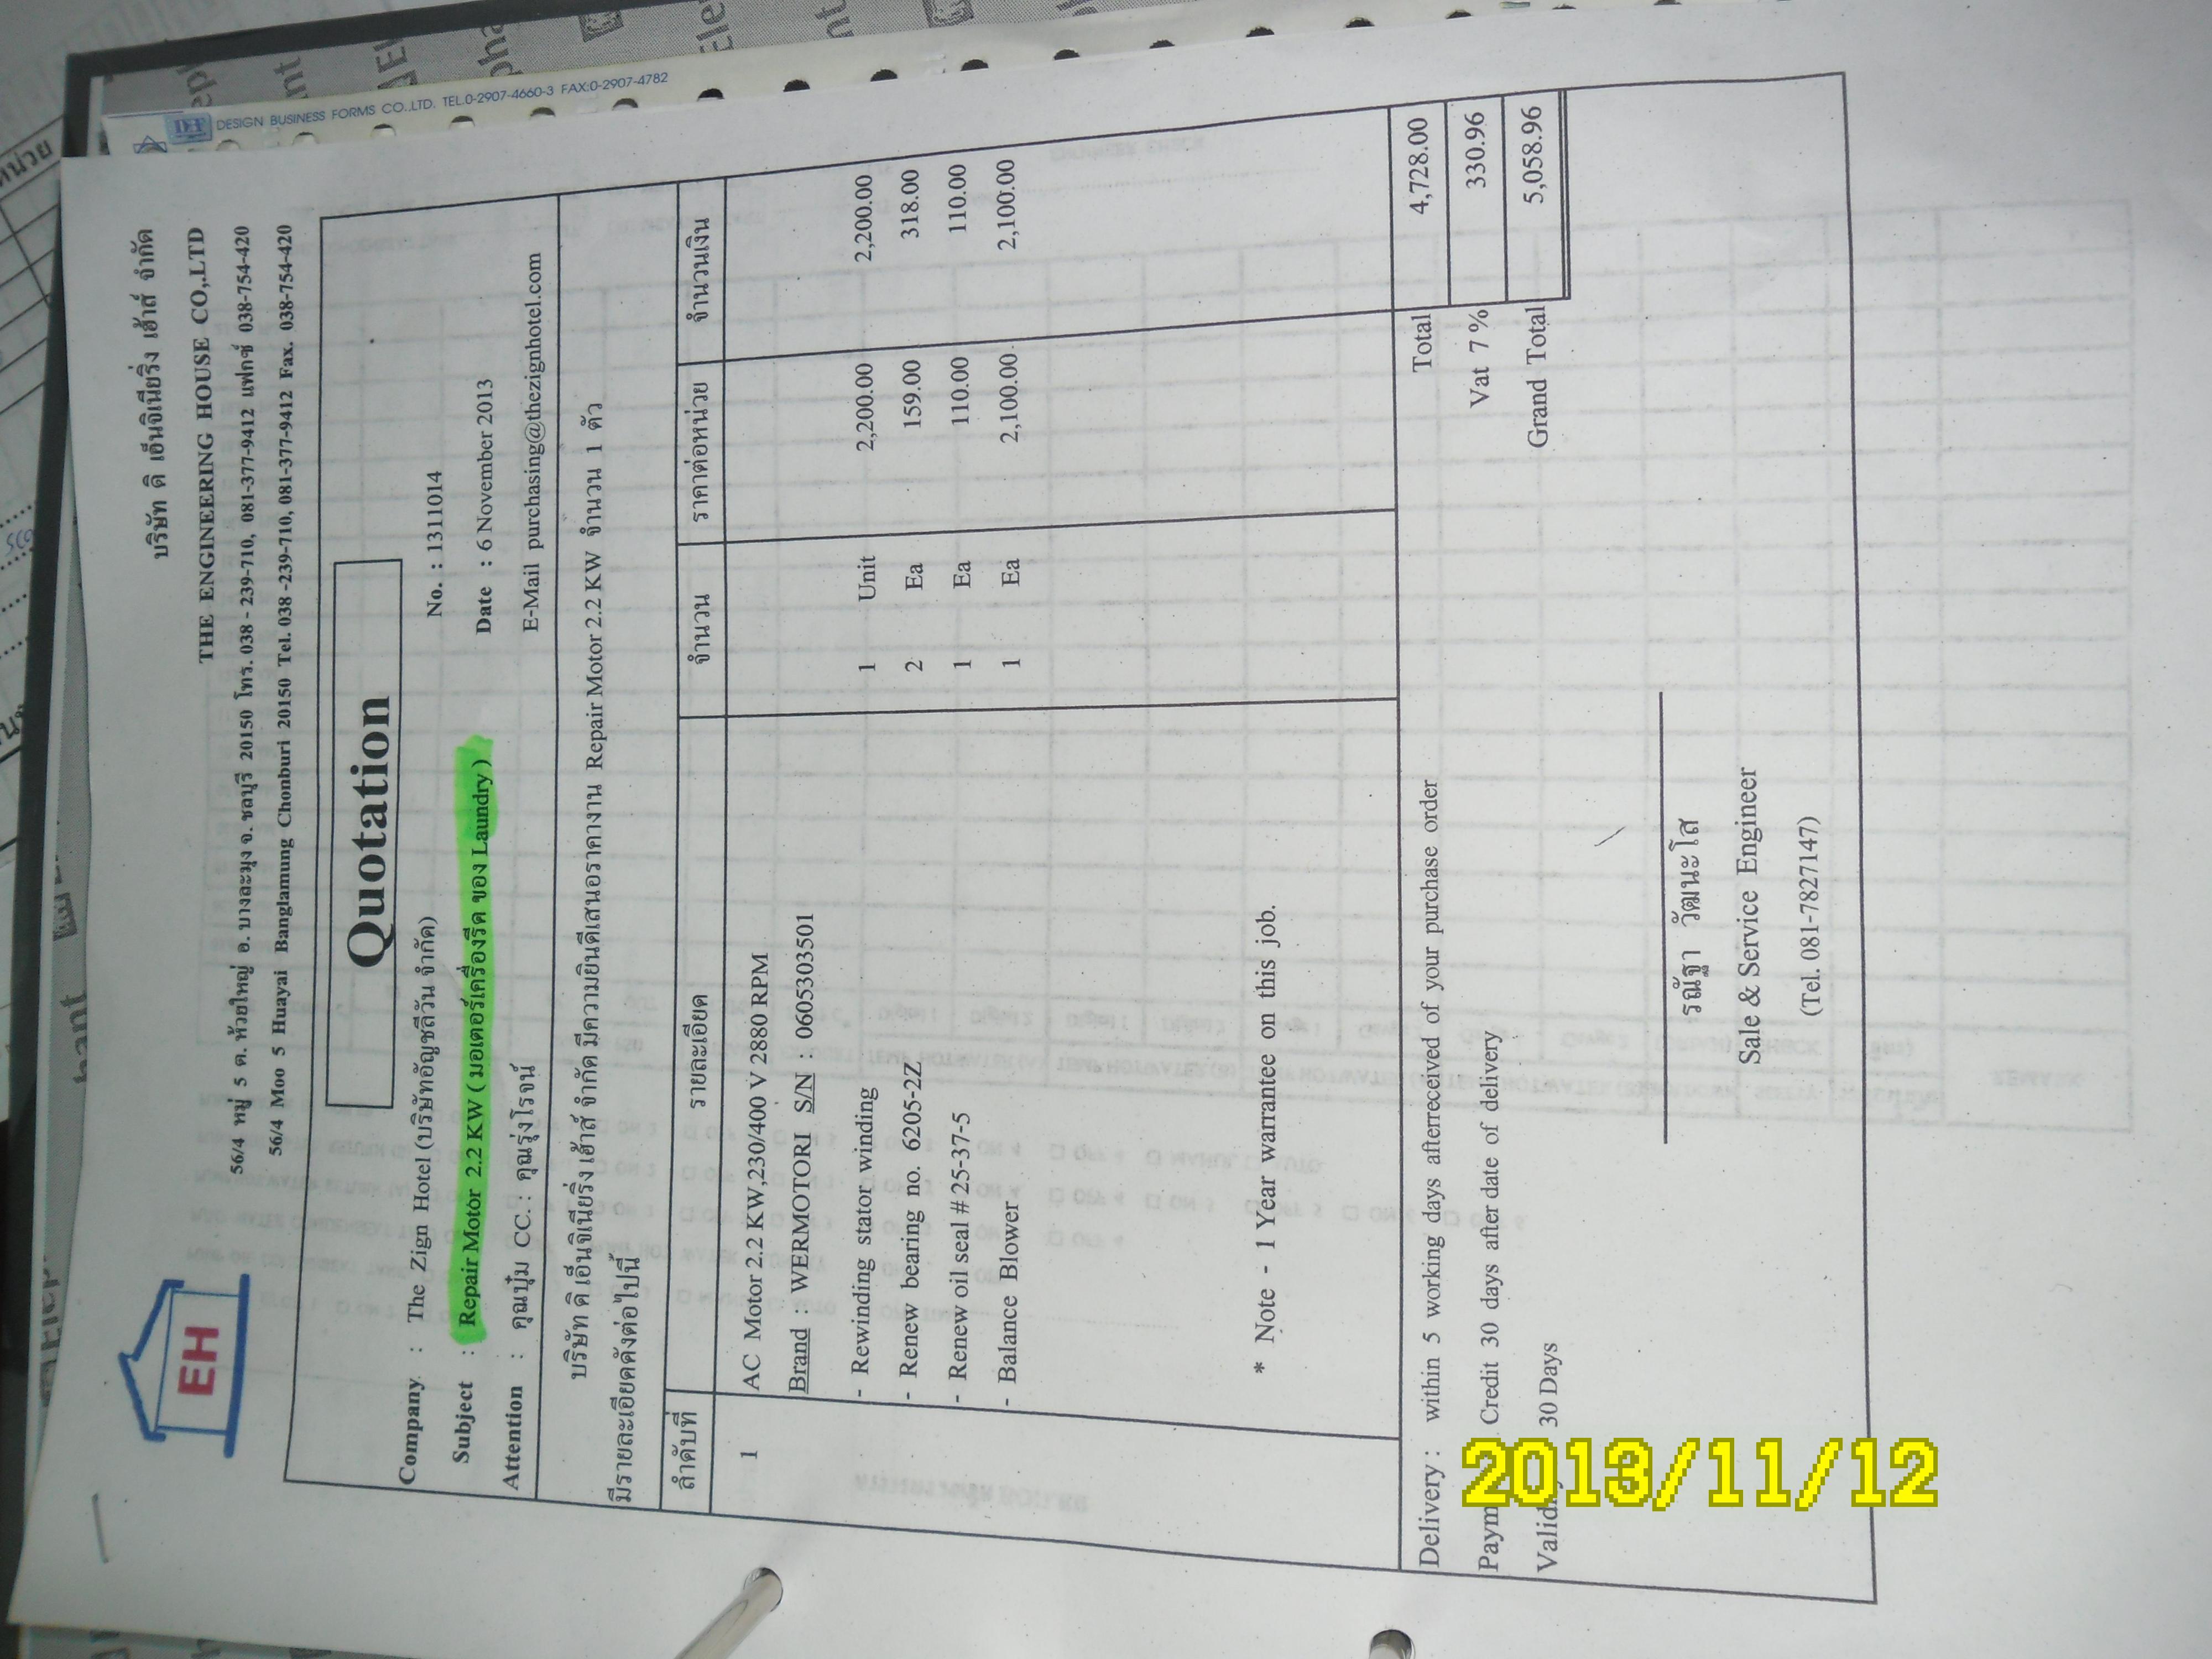 DESIGN BUSINESS FORMS CO.,LTD. TEL.0-2907-4660-3 FAX:0-2907-4782
EH
บริษัท ดิ เอ็นจิเนียริ่ง เฮ้าส์ จำกัด
THE ENGINEERING HOUSE CO,.LTD
56/4 หมู่ 5 ต. ห้วยใหญ่ อ. บางละมุง จ. ชลบุรี 20150 โทร. 038 - 239-710, 081-377-9412 แฟกซ์ 038-754-420
56/4 Moo 5 Huayai Banglamung Chonburi 20150 Tel. 038 -239-710, 081-377-9412 Fax. 038-754-420
Quotation
Company : The Zign Hotel (บริษัทอัญชลีวัน จำกัด) No. : 1311014
Subject : Repair Motor 2.2 KW ( มอเตอร์เครื่องรีด ของ Laundry ) Date : 6 November 2013
Attention : คุณปุ๋ม CC. : คุณรุ่งโรจน์ E-Mail purchasing@thezignhotel.com
บริษัท ดิ เอ็นจิเนียริ่ง เฮ้าส์ จำกัด มีความยินดีเสนอราคางาน Repair Motor 2.2 KW จำนวน 1 ตัว
มีรายละเอียดดังต่อไปนี้
ลำดับที่ รายละเอียด จำนวน ราคาต่อหน่วย จำนวนเงิน
1 AC Motor 2.2 KW,230/400 V 2880 RPM
Brand : WERMOTORI S/N : 0605303501
- Rewinding stator winding 1 Unit 2,200.00 2,200.00
- Renew bearing no. 6205-2Z 2 Ea 159.00 318.00
- Renew oil seal # 25-37-5 1 Ea 110.00 110.00
- Balance Blower 1 Ea 2,100.00 2,100.00
* Note - 1 Year warrantee on this job.
Delivery : within 5 working days afterreceived of your purchase order Total 4,728.00
Paym Credit 30 days after date of delivery Vat 7 % 330.96
Valid 30 Days Grand Total 5,058.96
รณัฐา วัฒนะโส
Sale & Service Engineer
(Tel. 081-7827147)
2013/11/12